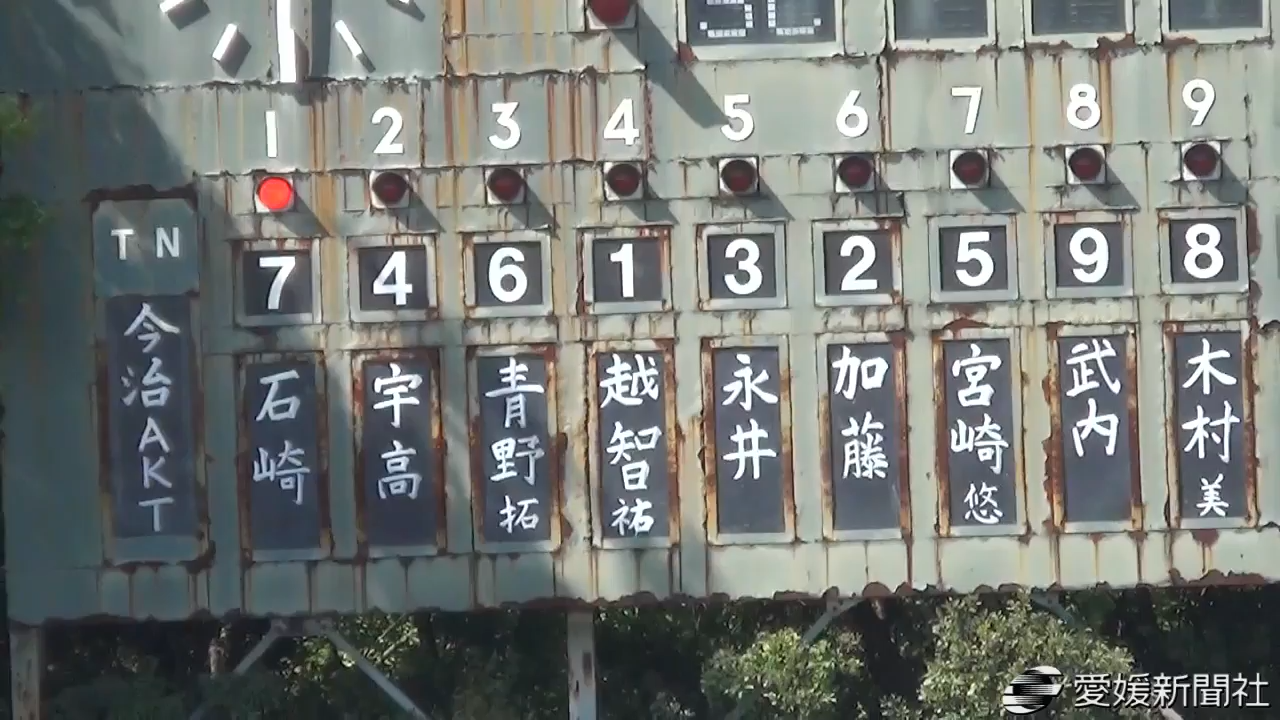 1 2 3 4 5 6 7 8 9
TN
7 4 6 1 3 2 5 9 8
今治AKT
石崎
宇高
青野拓
越智祐
永井
加藤
宮崎悠
武内
木村美
愛媛新聞社